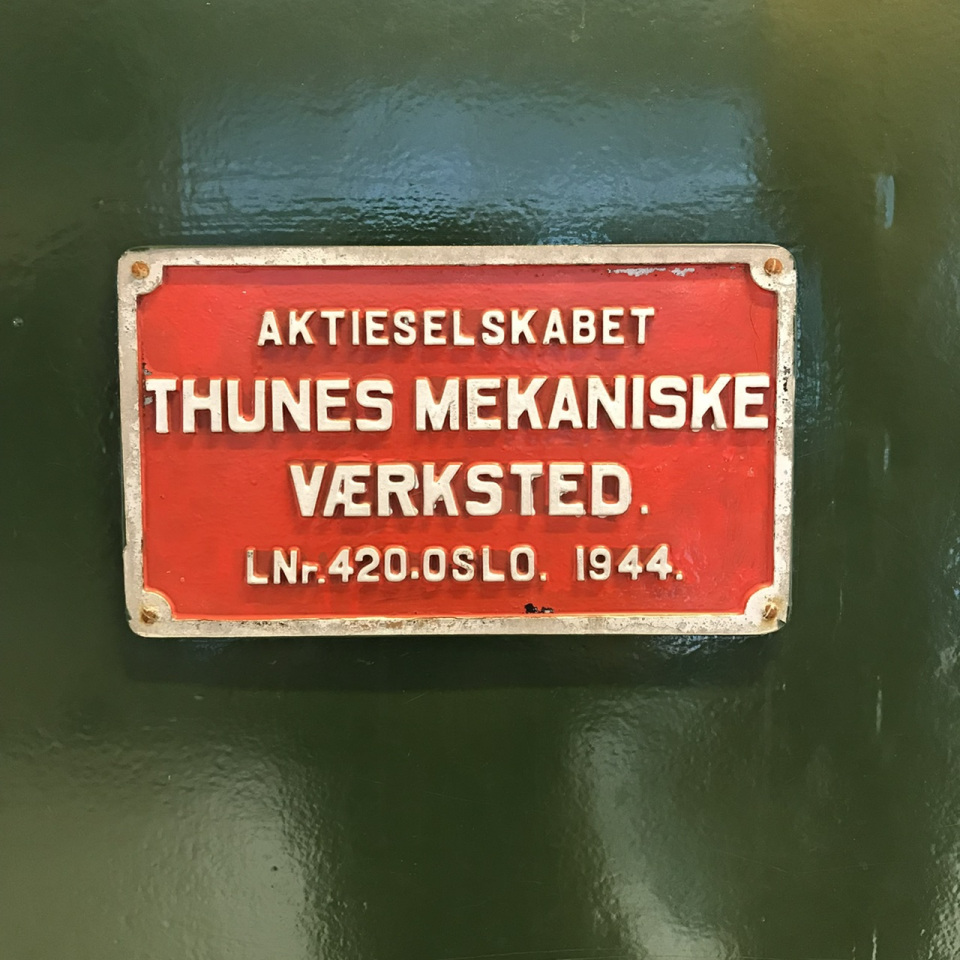 AKTIESELSKABET
THUNES MEKANISKE
VÆRKSTED.
LNr.420.OSLO. 1944.